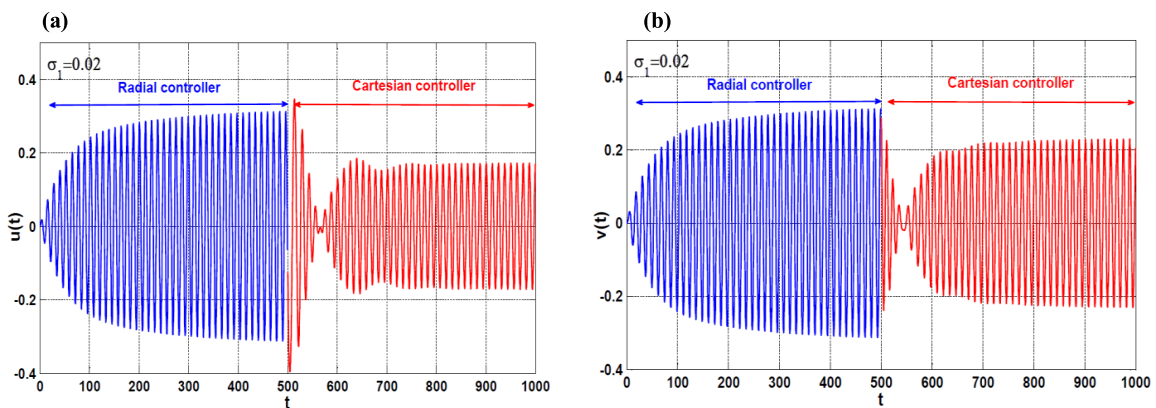 (a)
σ1=0.02
Radial controller
Cartesian controller
u(t)
0.4
0.2
0
-0.2
-0.4
0 100 200 300 400 500 600 700 800 900 1000
t
(b)
σ1=0.02
Radial controller
Cartesian controller
v(t)
0.4
0.2
0
-0.2
-0.4
0 100 200 300 400 500 600 700 800 900 1000
t